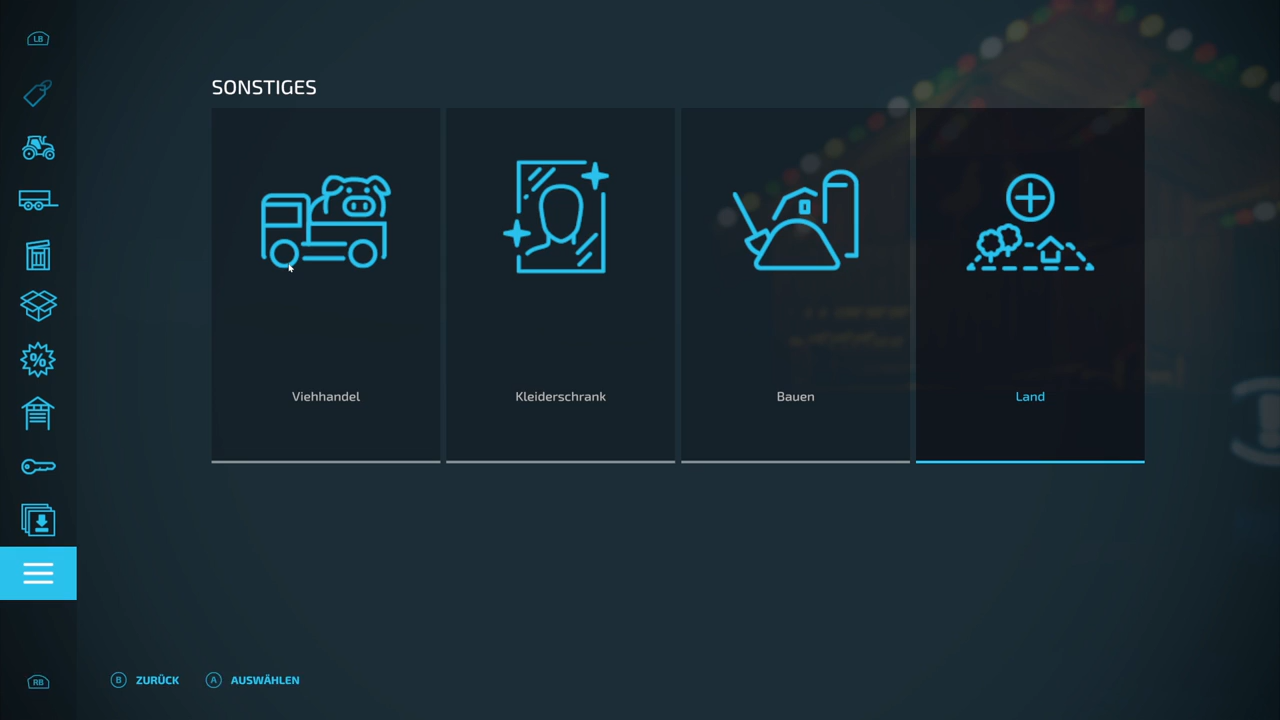 LB
SONSTIGES
%
Viehhandel
Kleiderschrank
Bauen
Land
RB
B ZURÜCK A AUSWÄHLEN